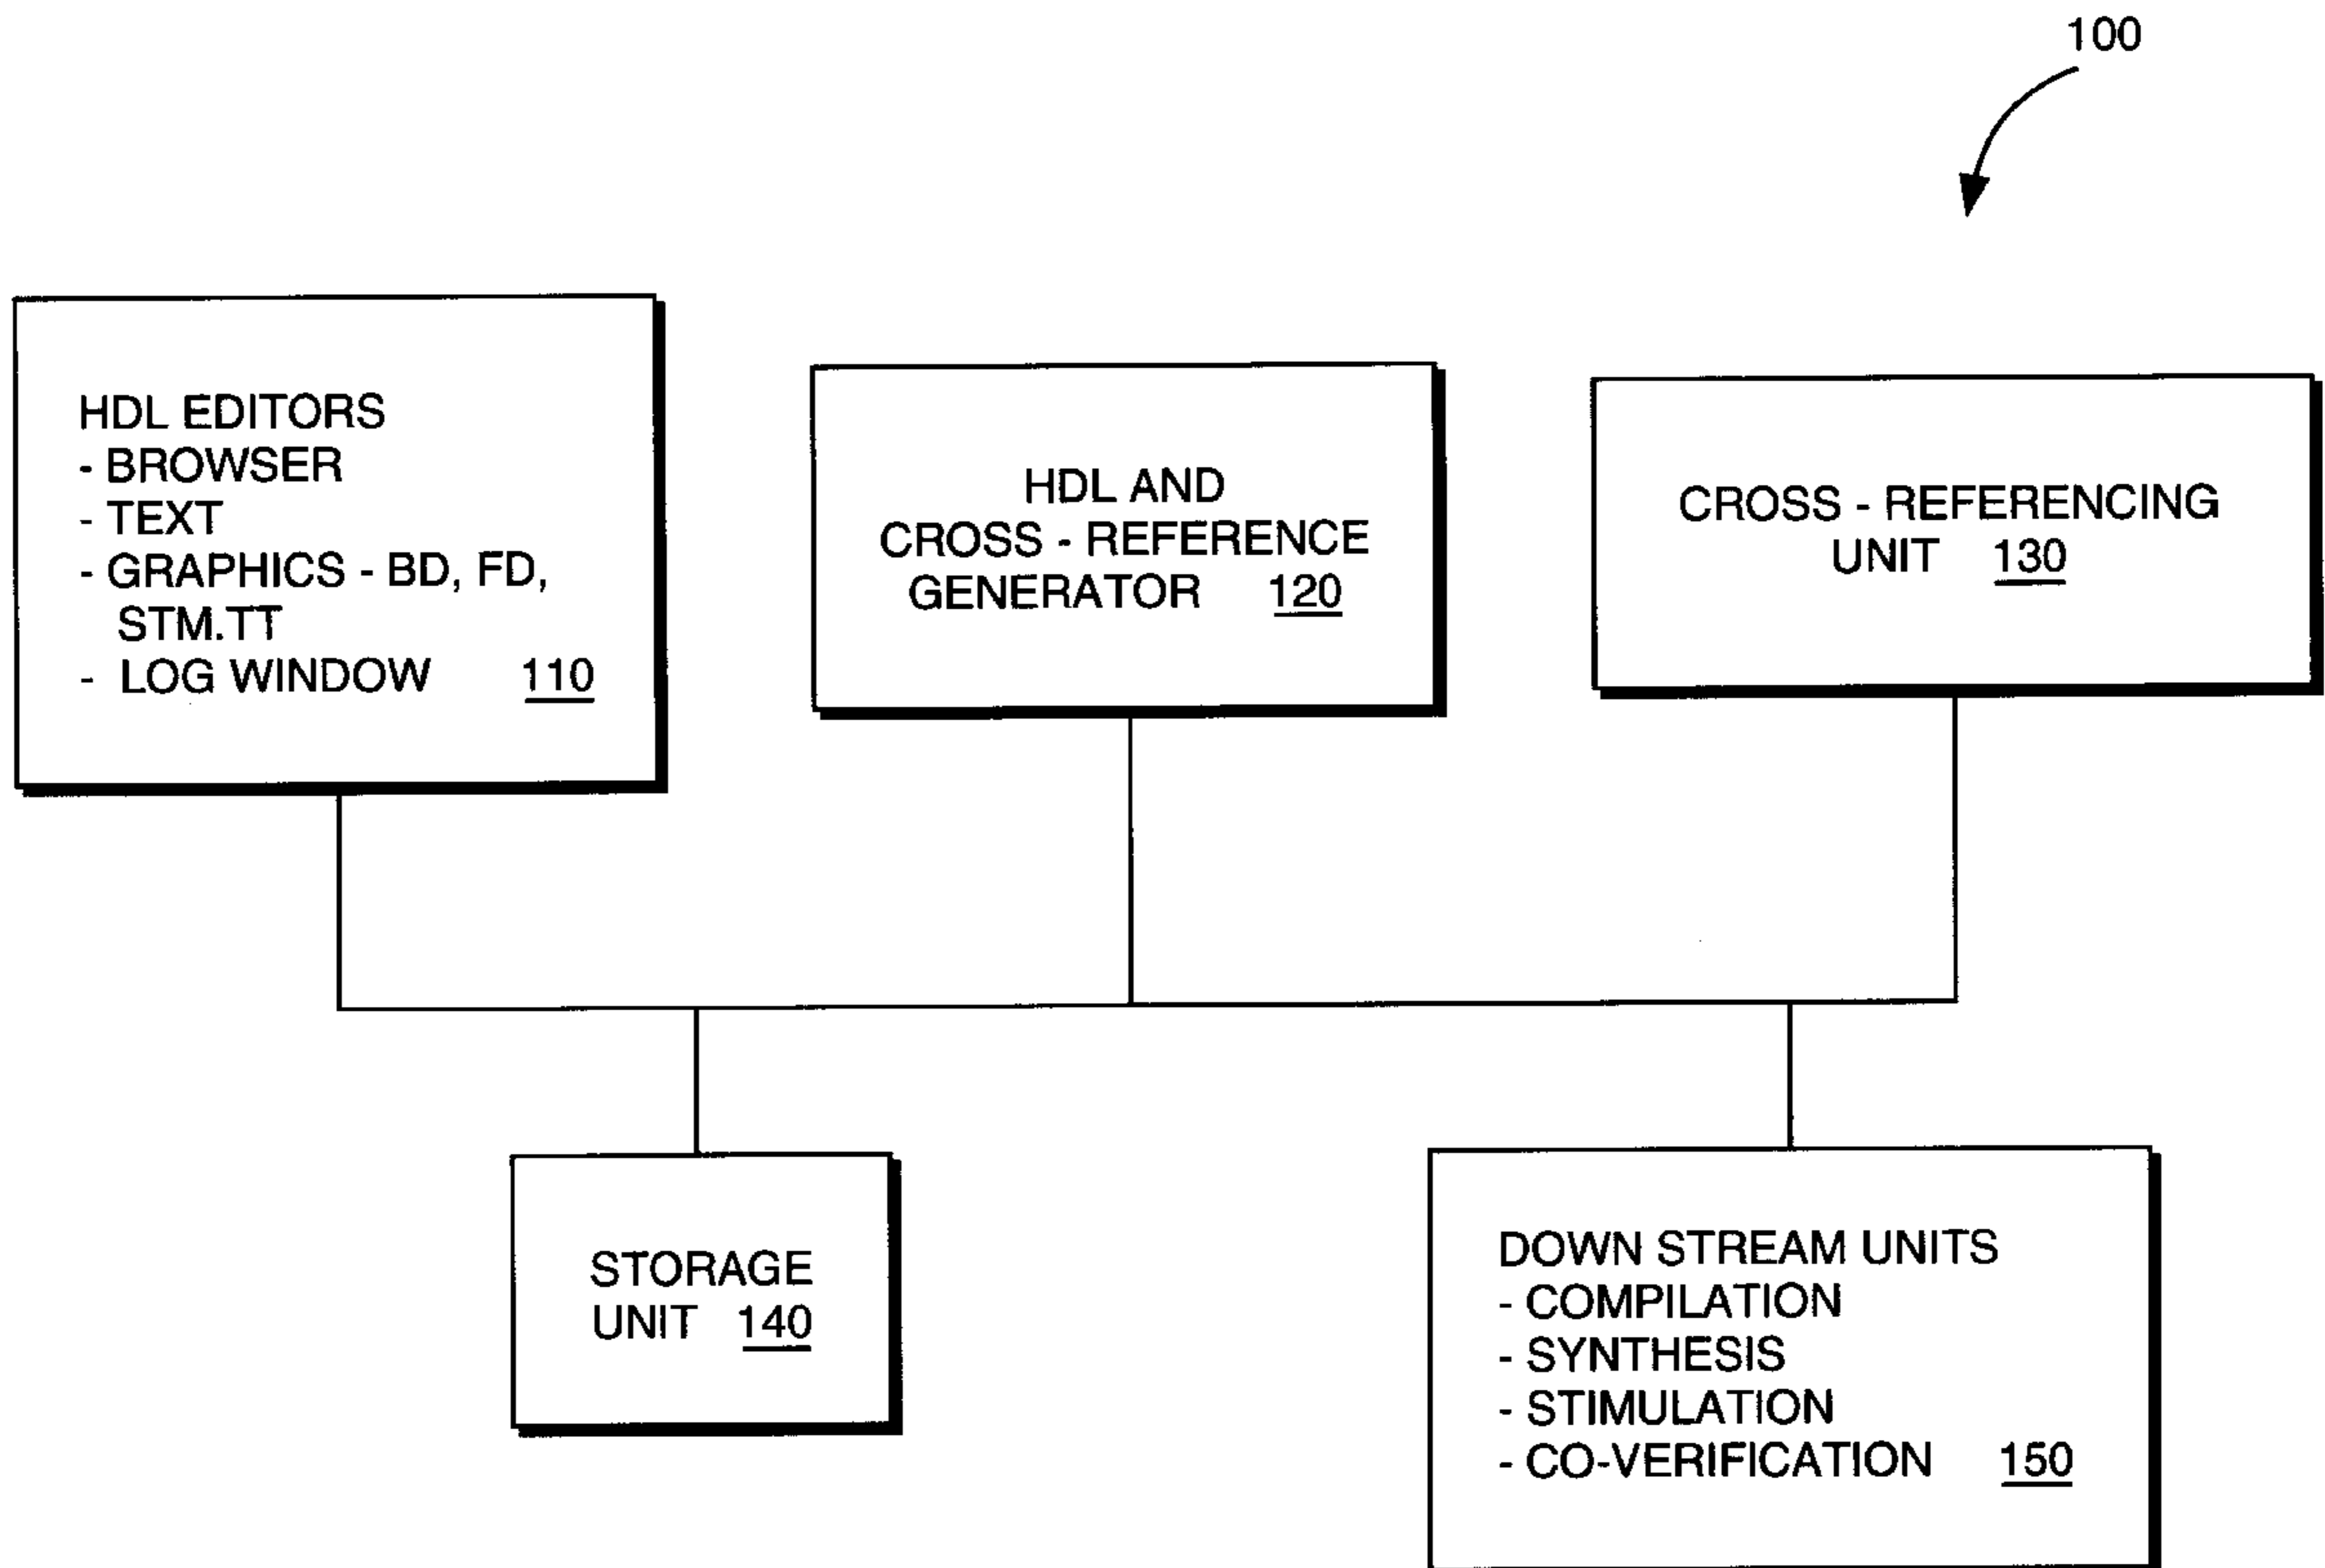 100
HDL EDITORS
- BROWSER
- TEXT
- GRAPHICS - BD, FD,
STM.TT
- LOG WINDOW 110
HDL AND
CROSS - REFERENCE
GENERATOR 120
CROSS - REFERENCING
UNIT 130
STORAGE
UNIT 140
DOWN STREAM UNITS
- COMPILATION
- SYNTHESIS
- STIMULATION
- CO-VERIFICATION 150